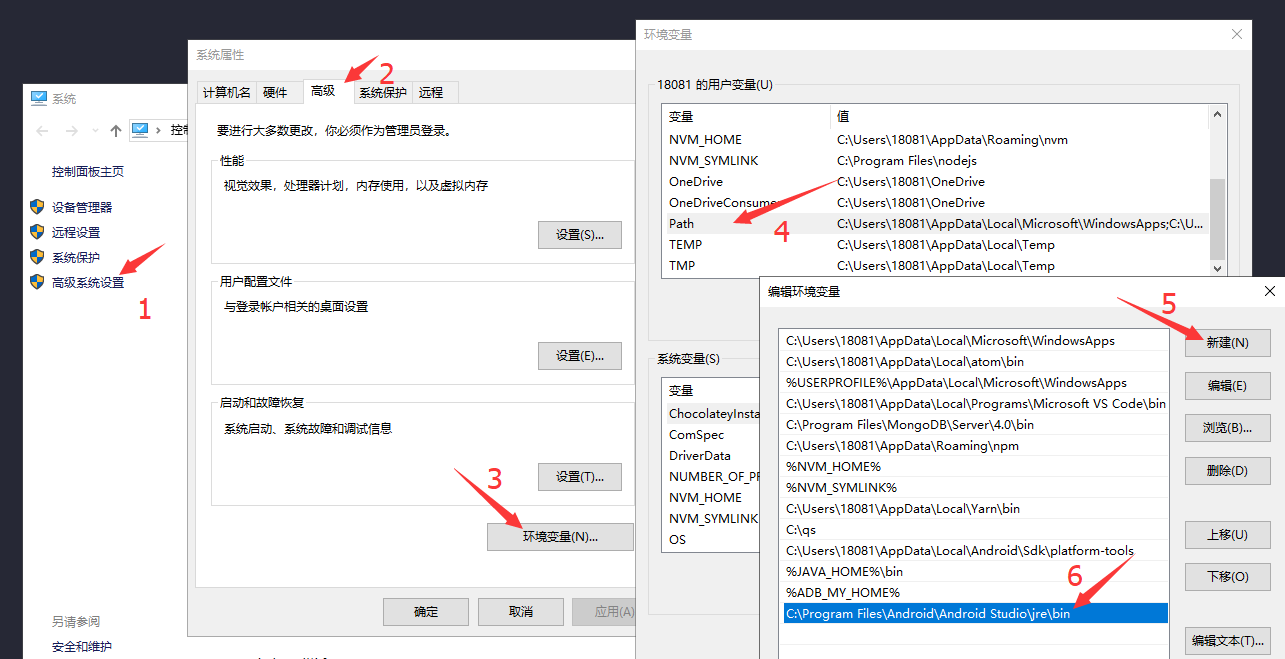 系统
控制
控制面板主页
设备管理器
远程设置
系统保护
高级系统设置
1
另请参阅
安全和维护
系统属性
2
计算机名
硬件
高级
系统保护
远程
要进行大多数更改，你必须作为管理员登录。
性能
视觉效果，处理器计划，内存使用，以及虚拟内存
设置(S)...
用户配置文件
与登录帐户相关的桌面设置
设置(E)...
启动和故障恢复
系统启动、系统故障和调试信息
设置(T)...
3
环境变量(N)...
确定
取消
应用(A)
环境变量
18081 的用户变量(U)
变量 值
NVM_HOME C:\Users\18081\AppData\Roaming\nvm
NVM_SYMLINK C:\Program Files\nodejs
OneDrive C:\Users\18081\OneDrive
OneDriveConsumer C:\Users\18081\OneDrive
Path C:\Users\18081\AppData\Local\Microsoft\WindowsApps;C:\U...
4
TEMP C:\Users\18081\AppData\Local\Temp
TMP C:\Users\18081\AppData\Local\Temp
系统变量(S)
变量
ChocolateyInsta
ComSpec
DriverData
NUMBER_OF_PR
NVM_HOME
NVM_SYMLINK
OS
编辑环境变量
5
C:\Users\18081\AppData\Local\Microsoft\WindowsApps
C:\Users\18081\AppData\Local\atom\bin
%USERPROFILE%\AppData\Local\Microsoft\WindowsApps
C:\Users\18081\AppData\Local\Programs\Microsoft VS Code\bin
C:\Program Files\MongoDB\Server\4.0\bin
C:\Users\18081\AppData\Roaming\npm
%NVM_HOME%
%NVM_SYMLINK%
C:\Users\18081\AppData\Local\Yarn\bin
C:\qs
C:\Users\18081\AppData\Local\Android\Sdk\platform-tools
%JAVA_HOME%\bin
%ADB_MY_HOME%
6
C:\Program Files\Android\Android Studio\jre\bin
新建(N)
编辑(E)
浏览(B)...
删除(D)
上移(U)
下移(O)
编辑文本(T)...